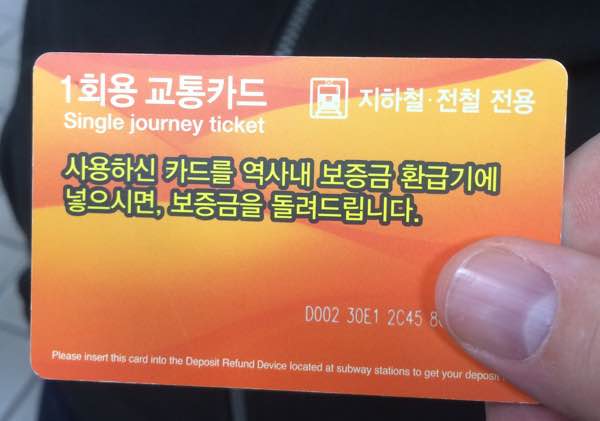 1회용 교통카드
Single journey ticket
지하철·전철 전용
사용하신 카드를 역사내 보증금 환급기에
넣으시면, 보증금을 돌려드립니다.
D002 30E1 2C45
Please insert this card into the Deposit Refund Device located at subway stations to get your deposit